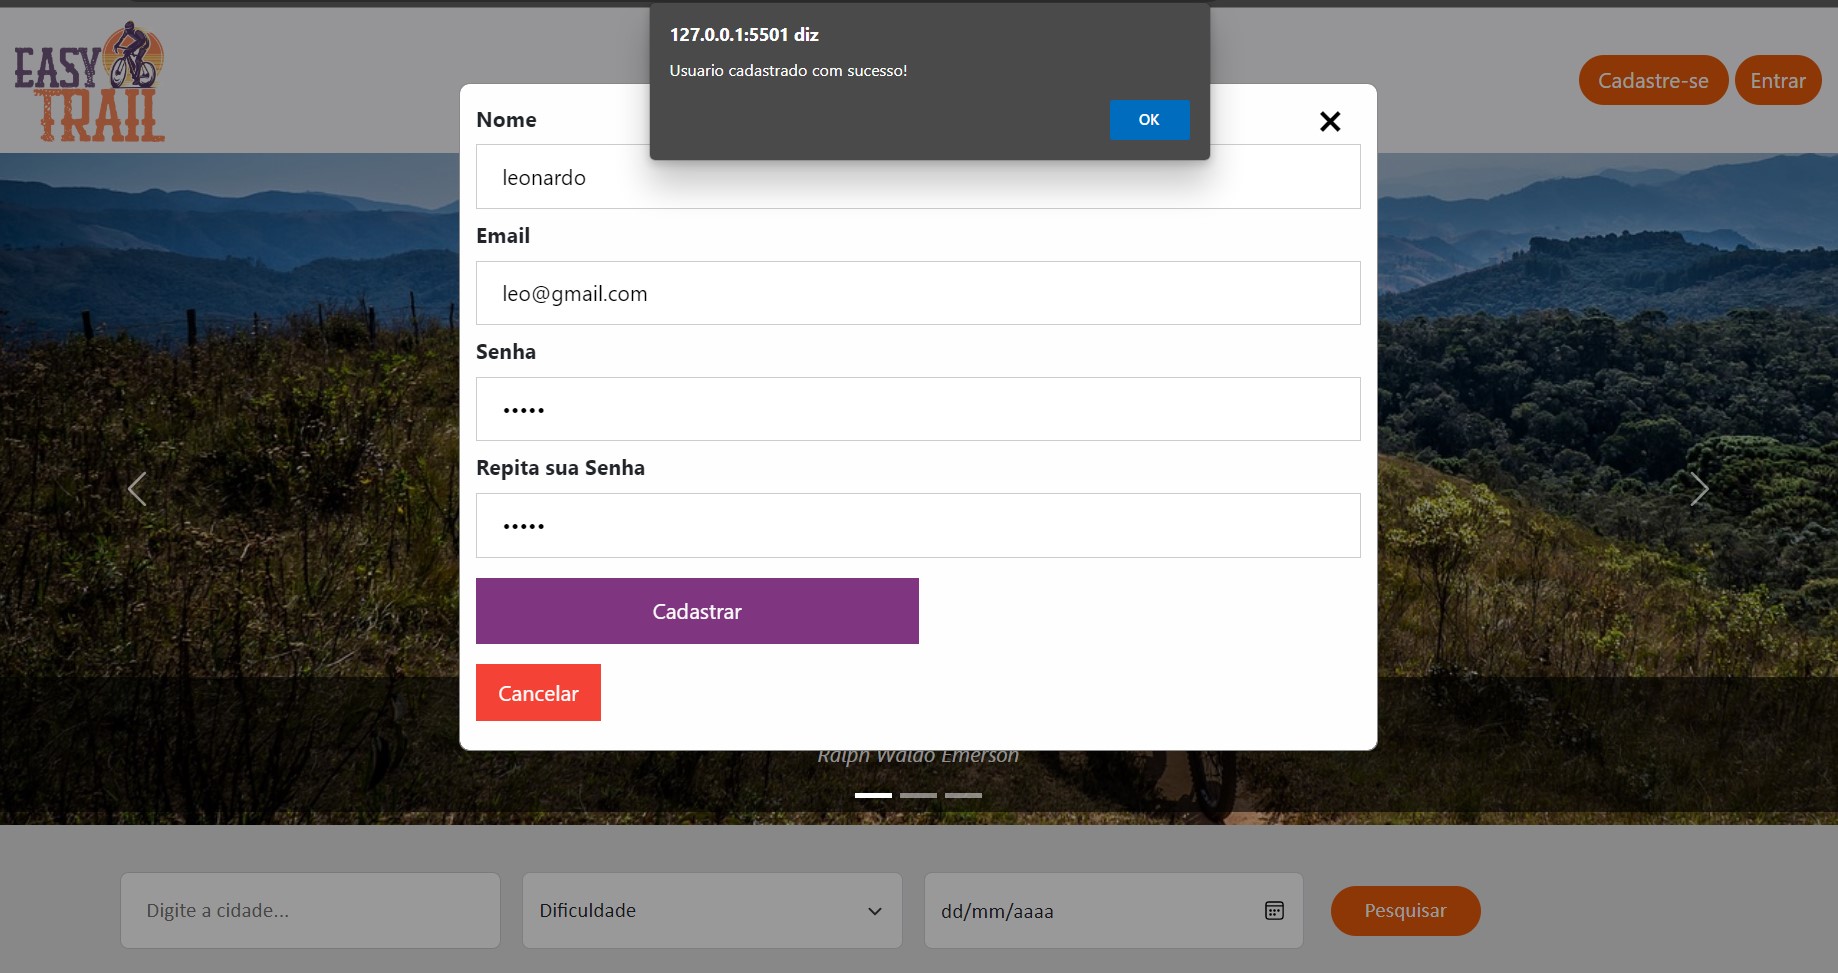 127.0.0.1:5501 diz
Usuario cadastrado com sucesso!
OK
EASY
TRAIL
Cadastre-se
Entrar
Nome
leonardo
Email
leo@gmail.com
Senha
•••••
Repita sua Senha
•••••
Cadastrar
Cancelar
Ralph Waldo Emerson
Digite a cidade...
Dificuldade
dd/mm/aaaa
Pesquisar